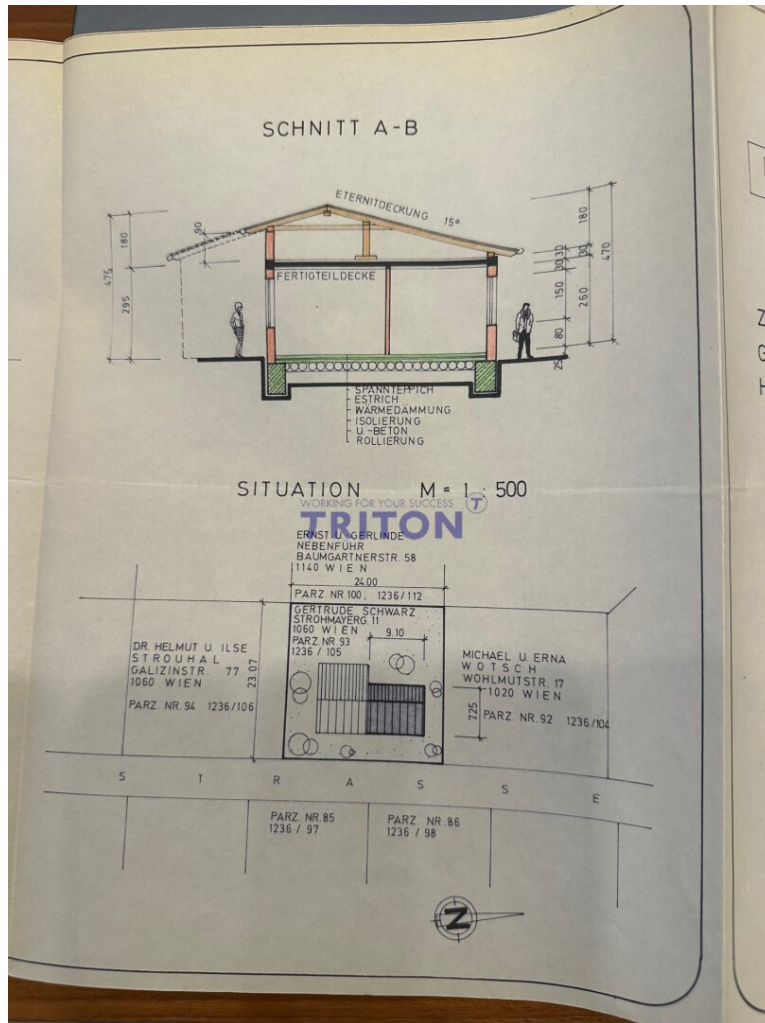 SCHNITT A-B
ETERNITDECKUNG 15°
90
180
475
295
180
470
30 30
30 30
150
260
80
25
FERTIGTEILDECKE
SPANNTEPPICH
ESTRICH
WÄRMEDÄMMUNG
ISOLIERUNG
U.-BETON
ROLLIERUNG
SITUATION M = 1 : 500
WORKING FOR YOUR SUCCESS T
TRITON
ERNST U. GERLINDE
NEBENFÜHR
BAUMGARTNERSTR. 58
1140 WIEN
24.00
PARZ. NR. 100, 1236/112
GERTRUDE SCHWARZ
STROHMAYERG. 11
1060 WIEN
PARZ. NR. 93
1236 / 105
9.10
DR. HELMUT U. ILSE
STROUHAL
GALIZINSTR. 77
1060 WIEN
PARZ. NR. 94 1236/106
23.07
MICHAEL U. ERNA
WOTSCH
WOHLMUTSTR. 17
1020 WIEN
PARZ. NR. 92 1236/104
725
STRASSE
PARZ. NR. 85
1236 / 97
PARZ. NR. 86
1236 / 98
N
Z
G
H